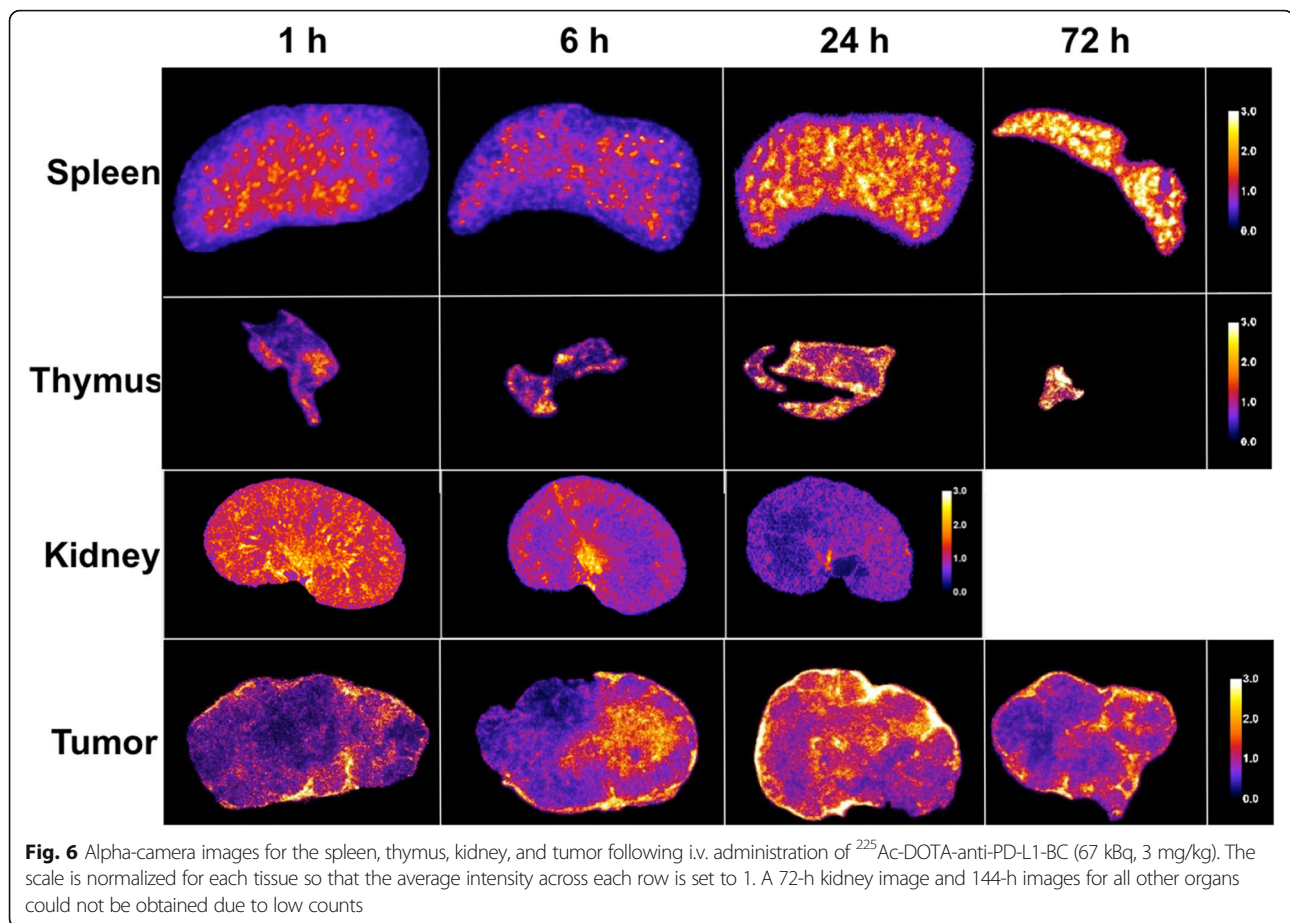 1 h 6 h 24 h 72 h
Spleen
3.0
2.0
1.0
0.0
Thymus
3.0
2.0
1.0
0.0
Kidney
3.0
2.0
1.0
0.0
Tumor
3.0
2.0
1.0
0.0
Fig. 6 Alpha-camera images for the spleen, thymus, kidney, and tumor following i.v. administration of ²²⁵Ac-DOTA-anti-PD-L1-BC (67 kBq, 3 mg/kg). The
scale is normalized for each tissue so that the average intensity across each row is set to 1. A 72-h kidney image and 144-h images for all other organs
could not be obtained due to low counts